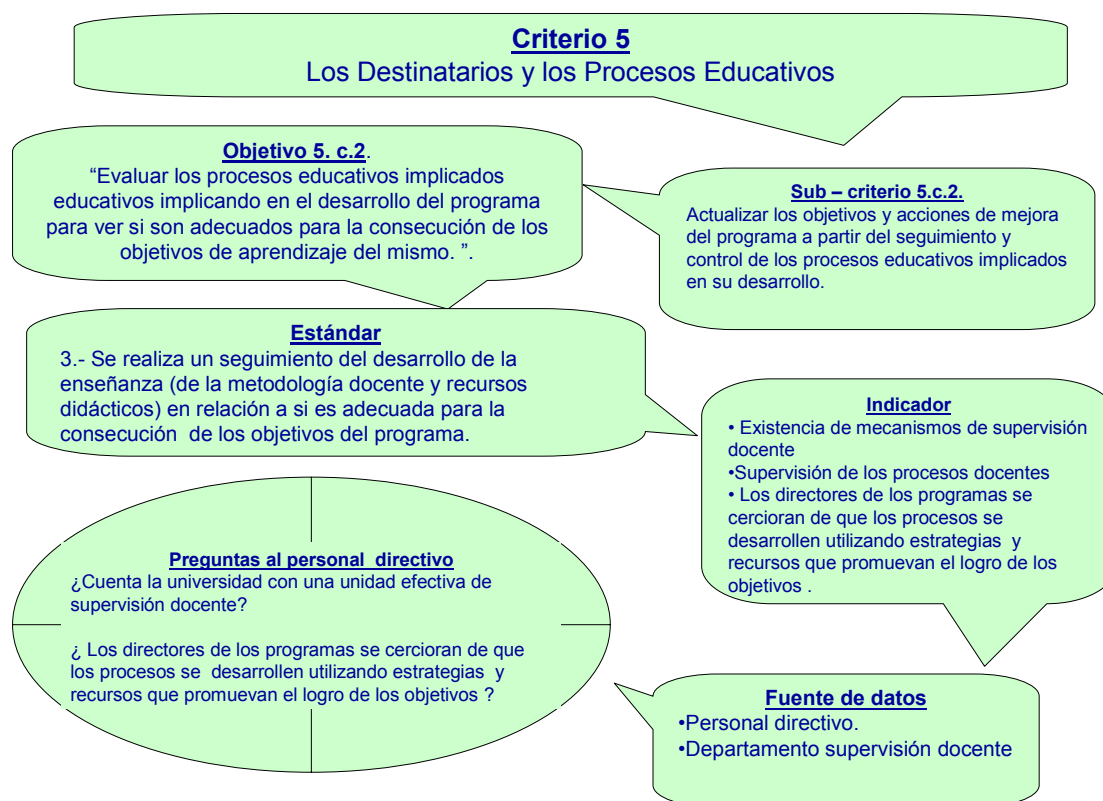 Criterio 5
Los Destinatarios y los Procesos Educativos
Objetivo 5. c.2.
“Evaluar los procesos educativos implicados
educativos implicando en el desarrollo del programa
para ver si son adecuados para la consecución de los
objetivos de aprendizaje del mismo. ”.
Sub – criterio 5.c.2.
Actualizar los objetivos y acciones de mejora
del programa a partir del seguimiento y
control de los procesos educativos implicados
en su desarrollo.
Estándar
3.- Se realiza un seguimiento del desarrollo de la
enseñanza (de la metodología docente y recursos
didácticos) en relación a si es adecuada para la
consecución de los objetivos del programa.
Indicador
• Existencia de mecanismos de supervisión
docente
•Supervisión de los procesos docentes
• Los directores de los programas se
cercioran de que los procesos se
desarrollen utilizando estrategias y
recursos que promuevan el logro de los
objetivos .
Preguntas al personal directivo
¿Cuenta la universidad con una unidad efectiva de
supervisión docente?
¿ Los directores de los programas se cercioran de que
los procesos se desarrollen utilizando estrategias y
recursos que promuevan el logro de los objetivos ?
Fuente de datos
•Personal directivo.
•Departamento supervisión docente